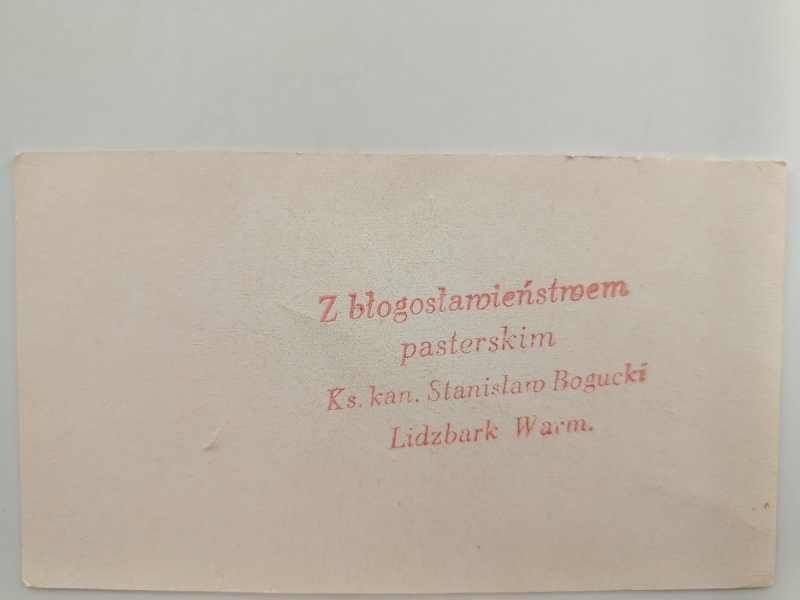 Z błogosławieństwem
pasterskim
Ks. kan. Stanisław Bogucki
Lidzbark Warm.